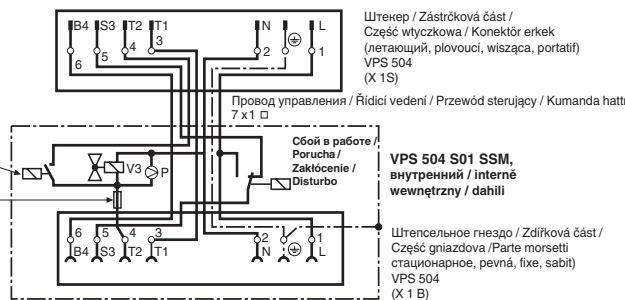 B4 S3 T2 T1 N L
6 5 4 3 2 1
Штекер / Zástrčková část /
Część wtyczkowa / Konektör erkek
(летающий, plovoucí, wisząca, portatif)
VPS 504
(X 1S)
Провод управления / Řídicí vedení / Przewód sterujący / Kumanda hattı
7 x 1 □
Сбой в работе /
Porucha /
Zakłócenie /
Disturbo
V3 P
VPS 504 S01 SSM,
внутренний / interně
wewnętrzny / dahili
6 5 4 3 2 1
B4 S3 T2 T1 N L
Штепсельное гнездо / Zdířková část /
Część gniazdova /Parte morsetti
стационарное, pevná, fixe, sabit)
VPS 504
(X 1 B)